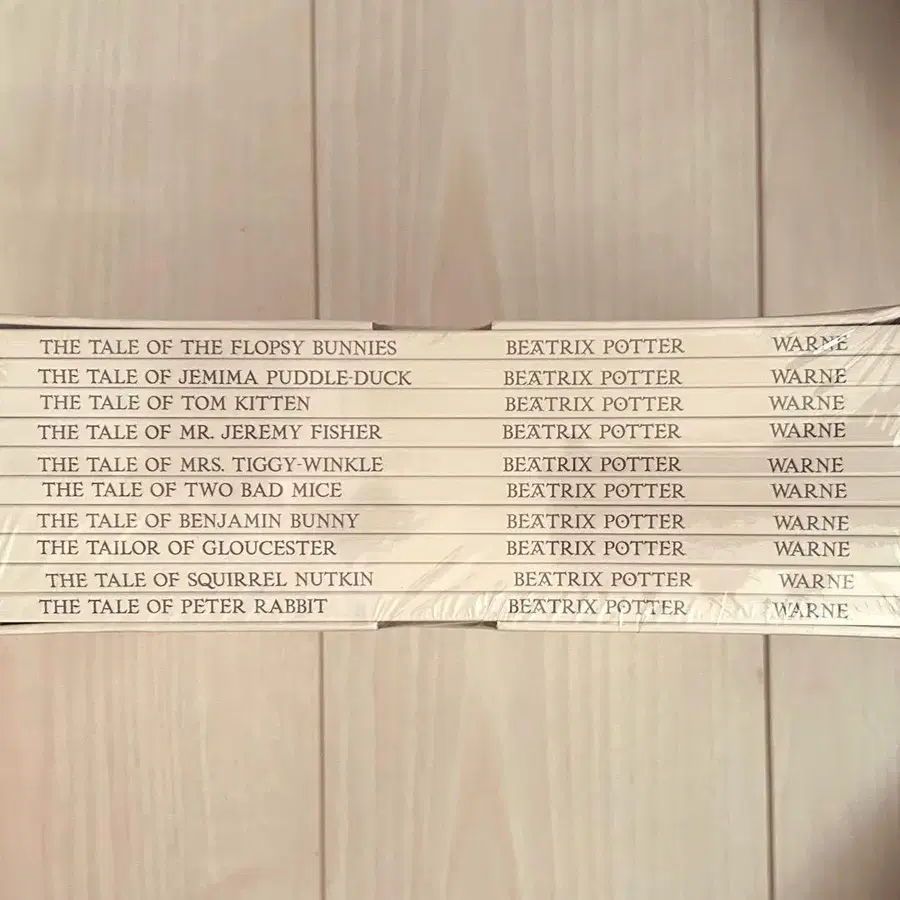 THE TALE OF THE FLOPSY BUNNIES BEATRIX POTTER WARNE
THE TALE OF JEMIMA PUDDLE-DUCK BEATRIX POTTER WARNE
THE TALE OF TOM KITTEN BEATRIX POTTER WARNE
THE TALE OF MR. JEREMY FISHER BEATRIX POTTER WARNE
THE TALE OF MRS. TIGGY-WINKLE BEATRIX POTTER WARNE
THE TALE OF TWO BAD MICE BEATRIX POTTER WARNE
THE TALE OF BENJAMIN BUNNY BEATRIX POTTER WARNE
THE TAILOR OF GLOUCESTER BEATRIX POTTER WARNE
THE TALE OF SQUIRREL NUTKIN BEATRIX POTTER WARNE
THE TALE OF PETER RABBIT BEATRIX POTTER WARNE